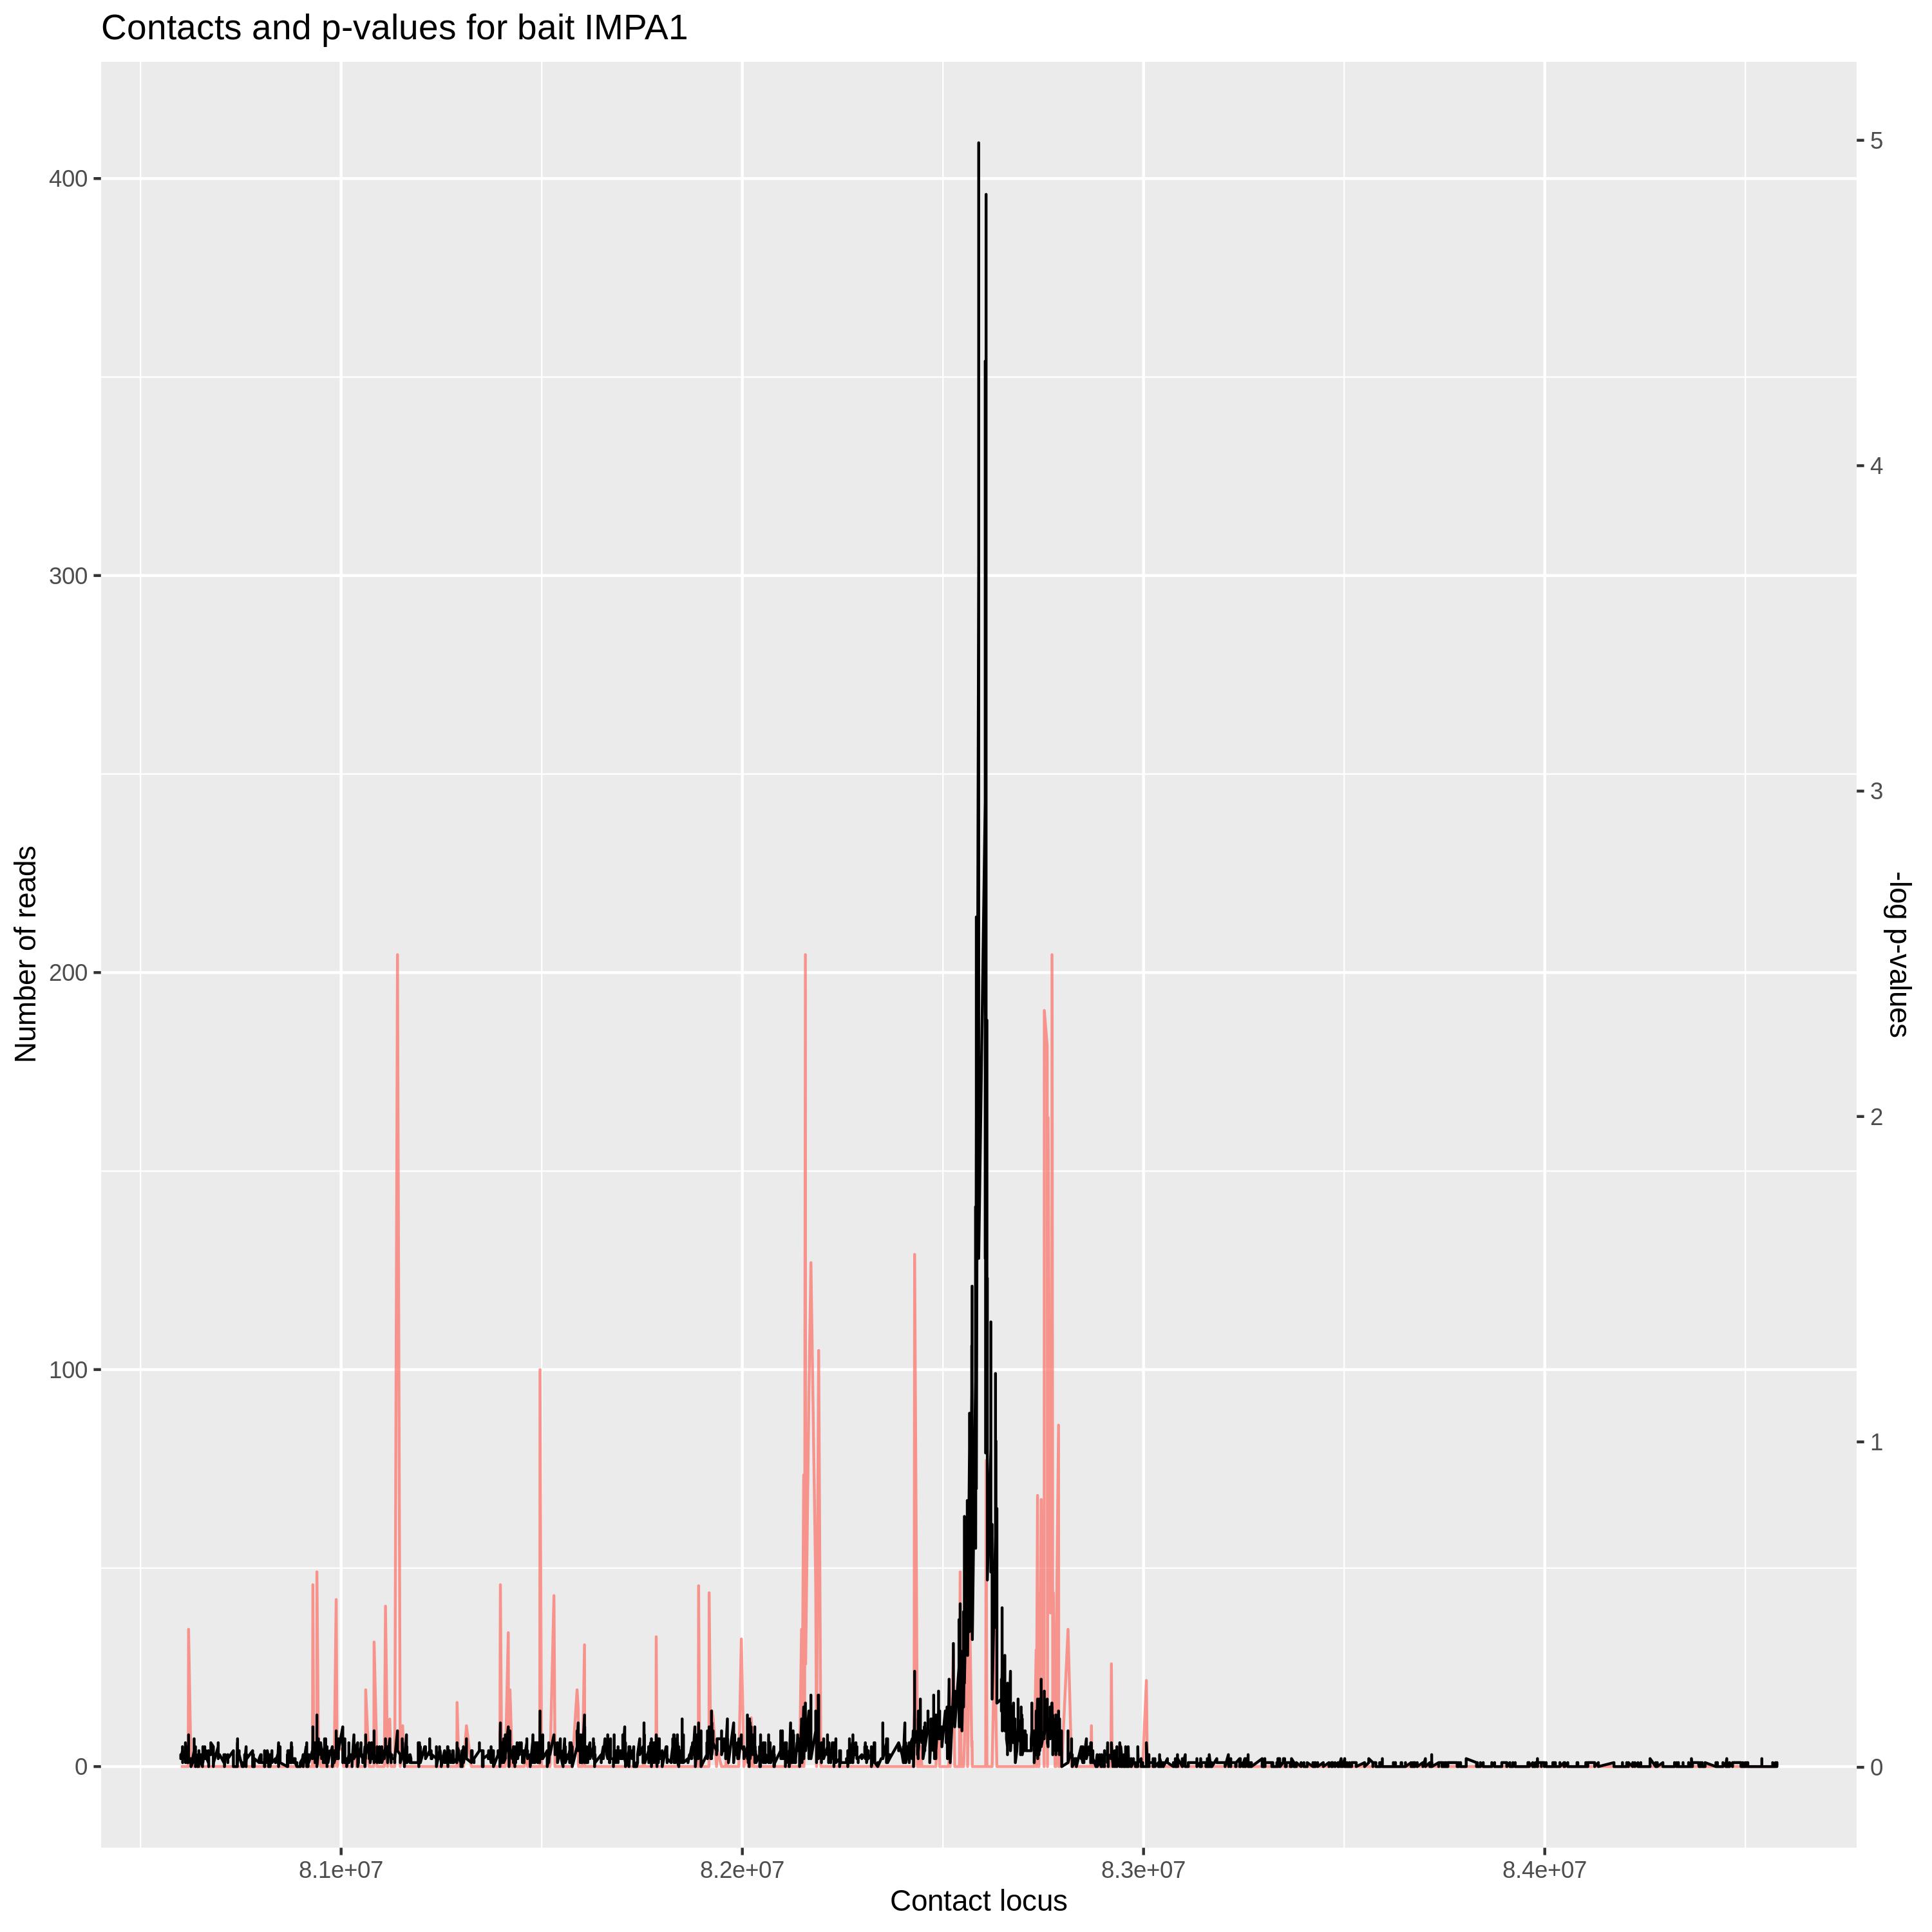 Contacts and p-values for bait IMPA1
Number of reads
400
300
200
100
0
5
4
3
2
1
0
-log p-values
8.1e+07
8.2e+07
8.3e+07
8.4e+07
Contact locus